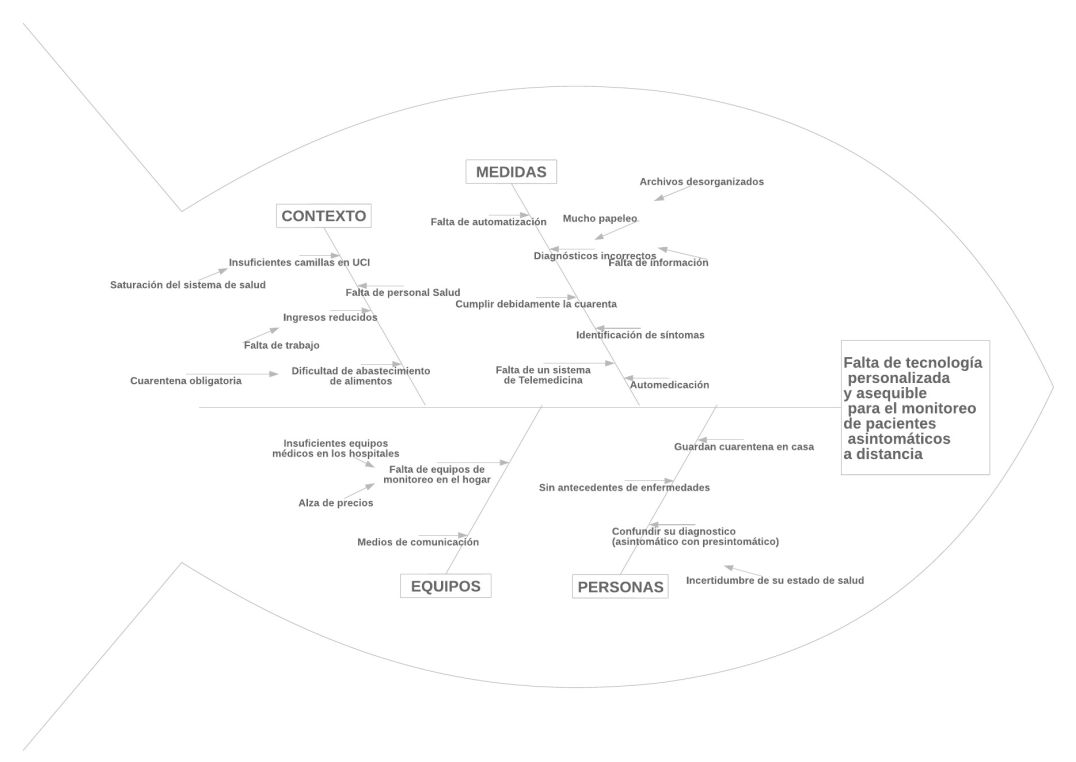 MEDIDAS
Archivos desorganizados
CONTEXTO
Falta de automatización
Mucho papeleo
Diagnósticos incorrectos
Falta de información
Insuficientes camillas en UCI
Saturación del sistema de salud
Falta de personal Salud
Cumplir debidamente la cuarenta
Ingresos reducidos
Identificación de síntomas
Falta de trabajo
Cuarentena obligatoria
Dificultad de abastecimiento
de alimentos
Falta de un sistema
de Telemedicina
Automedicación
Falta de tecnología
personalizada
y asequible
para el monitoreo
de pacientes
asintomáticos
a distancia
Insuficientes equipos
médicos en los hospitales
Falta de equipos de
monitoreo en el hogar
Alza de precios
Medios de comunicación
EQUIPOS
Guardan cuarentena en casa
Sin antecedentes de enfermedades
Confundir su diagnostico
(asintomático con presintomático)
Incertidumbre de su estado de salud
PERSONAS